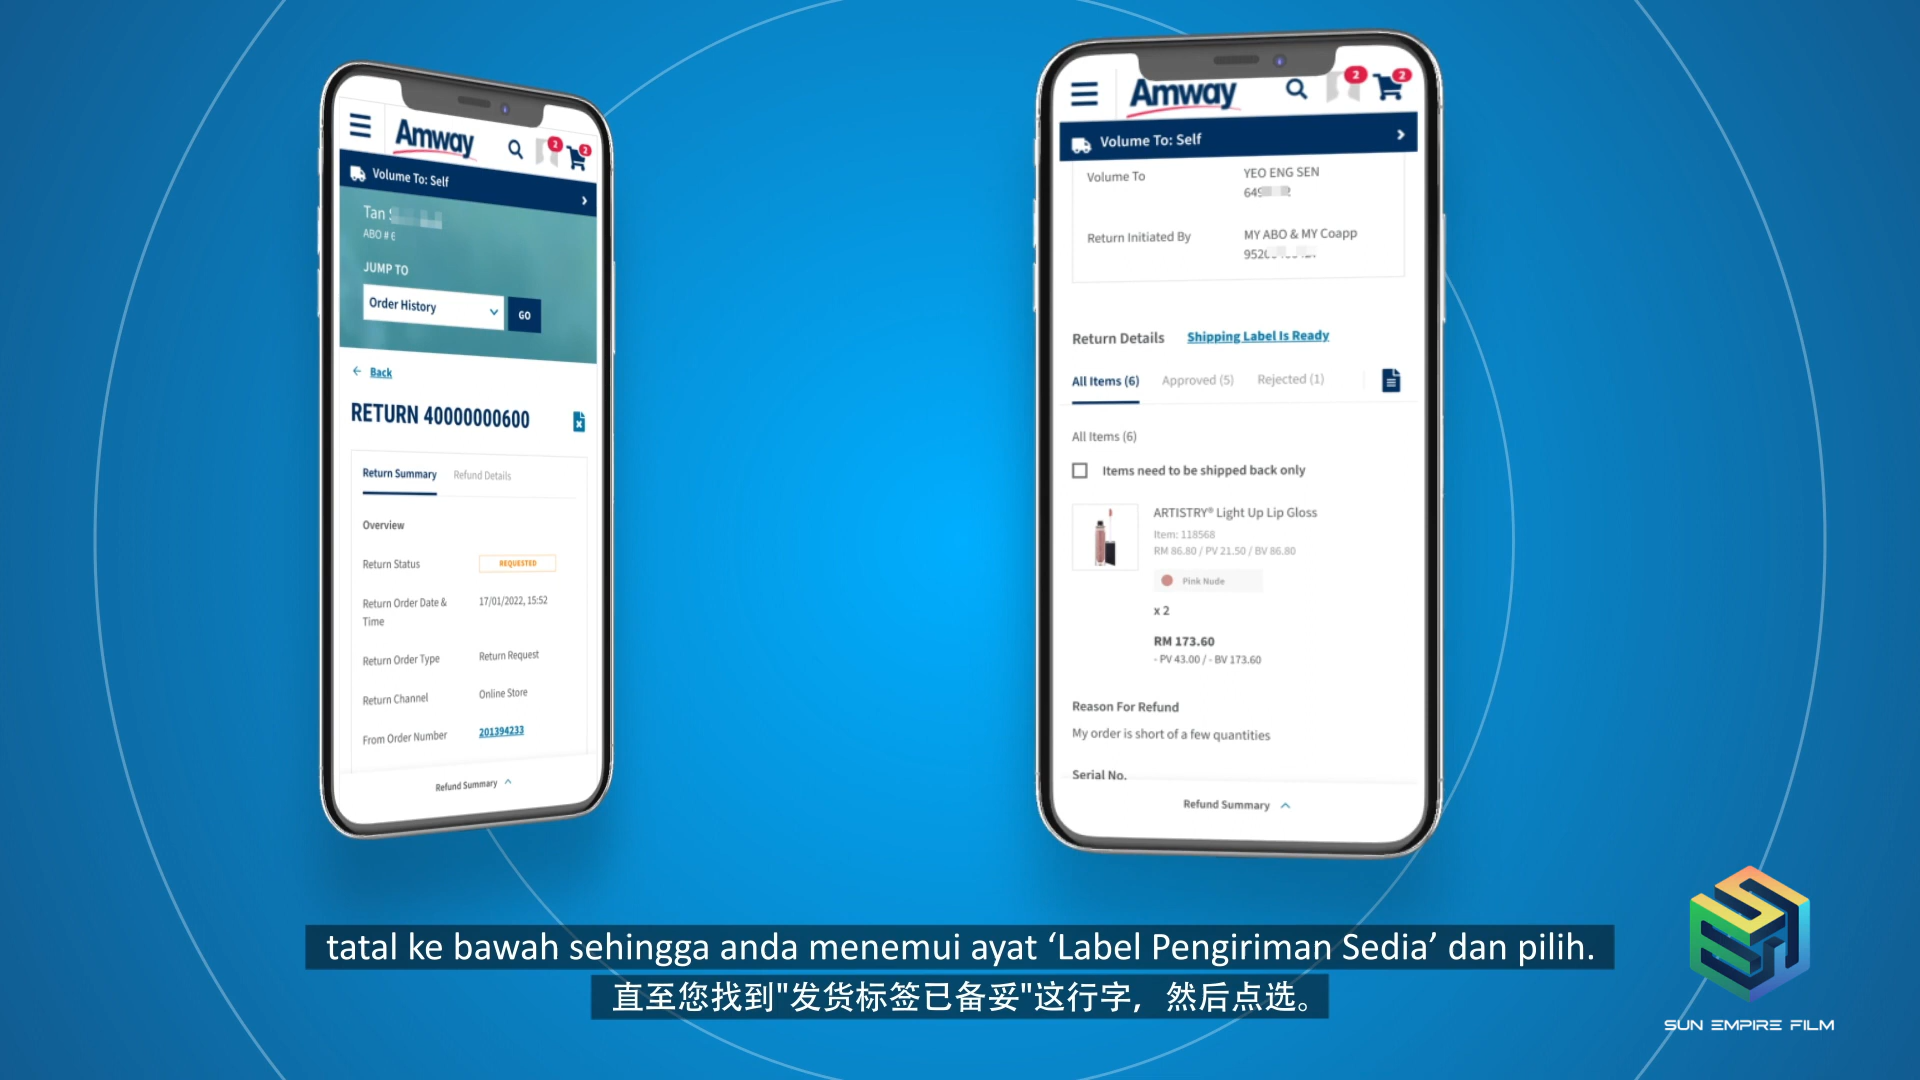 Amway
2
2
Volume To: Self
Tan
ABO # 6
JUMP TO
Order History
GO
Back
RETURN 40000000600
Return Summary
Refund Details
Overview
Return Status
REQUESTED
Return Order Date & Time
17/01/2022, 15:52
Return Order Type
Return Request
Return Channel
Online Store
From Order Number
201394233
Refund Summary
Amway
2
2
Volume To: Self
Volume To
YEO ENG SEN
Return Initiated By
MY ABO & MY Coapp
Return Details
Shipping Label Is Ready
All Items (6)
Approved (5)
Rejected (1)
All Items (6)
Items need to be shipped back only
ARTISTRY® Light Up Lip Gloss
Item: 118568
RM 86.80 / PV 21.50 / BV 86.80
Pink Nude
x 2
RM 173.60
- PV 43.00 / - BV 173.60
Reason For Refund
My order is short of a few quantities
Serial No.
Refund Summary
tatal ke bawah sehingga anda menemui ayat ‘Label Pengiriman Sedia’ dan pilih.
直至您找到"发货标签已备妥"这行字，然后点选。
SUN EMPIRE FILM